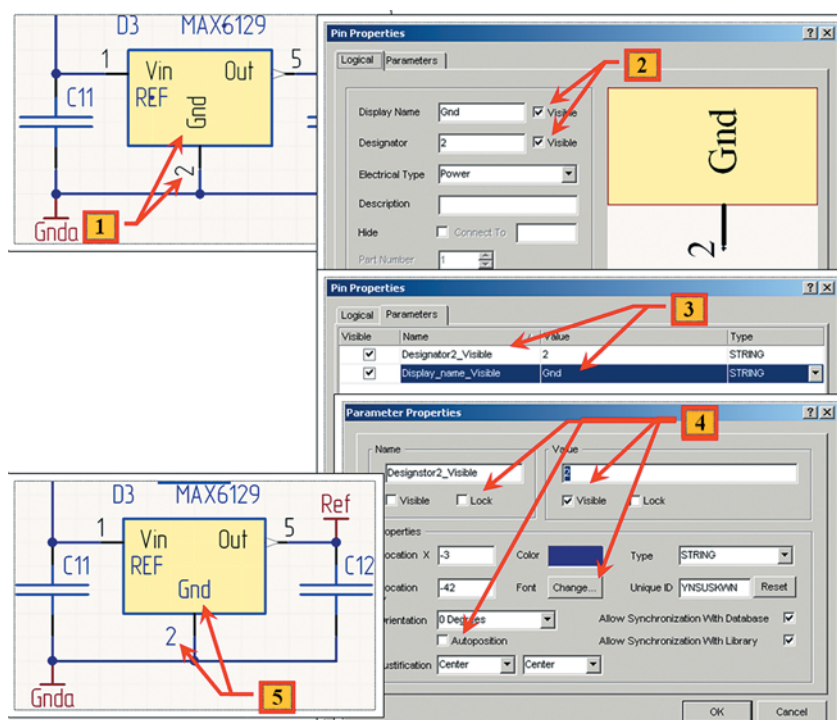 D3 MAX6129
1 Vin Out 5
C11 REF
Gnd
2
1
Gnda
Pin Properties
Logical Parameters
2
Display Name Gnd Visible
Designator 2 Visible
Electrical Type Power
Description
Hide Connect To
Part Number 1
Gnd
2
Pin Properties
Logical Parameters
3
Visible Name Value Type
Designator2_Visible 2 STRING
Display_name_Visible Gnd STRING
Parameter Properties
4
Name Value
Designstor2_Visible 2
Visible Lock Visible Lock
roperties
ocation X -3 Color Type STRING
ocation -42 Font Change... Unique ID YNSUSKWN Reset
rientation 0 Degrees Allow Synchronization With Database
Autoposition Allow Synchronization With Library
ustification Center Center
OK Cancel
D3 MAX6129
Ref
1 Vin Out 5
C11 REF C12
Gnd
2
Gnda
5